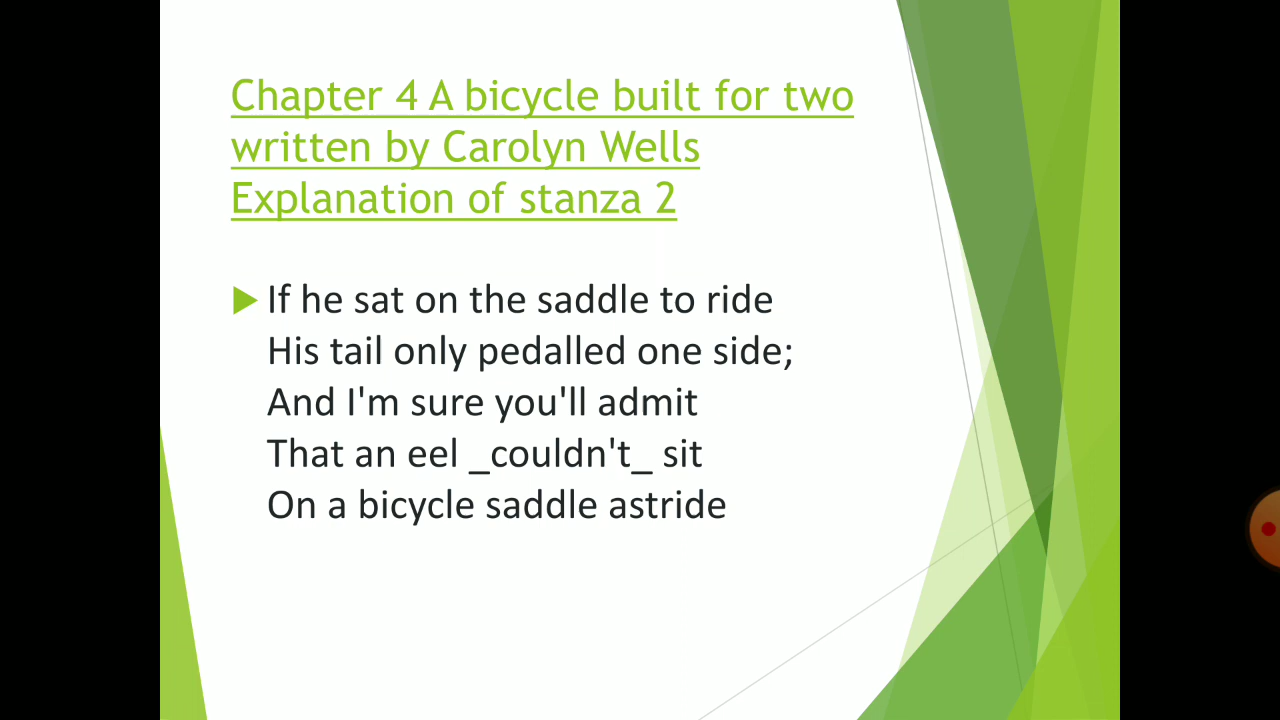 Chapter 4 A bicycle built for two
written by Carolyn Wells
Explanation of stanza 2
If he sat on the saddle to ride
His tail only pedalled one side;
And I'm sure you'll admit
That an eel _couldn't_ sit
On a bicycle saddle astride